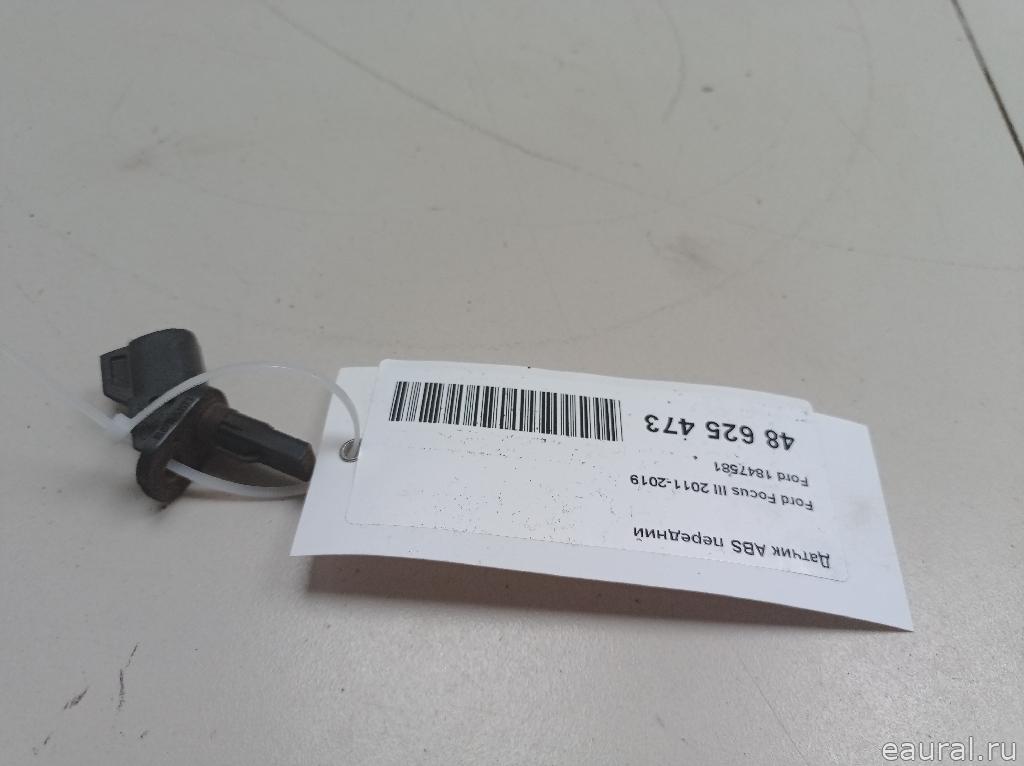 Датчик ABS передний
Ford Focus III 2011-2019
Ford 1847581
48 625 473
eaural.ru